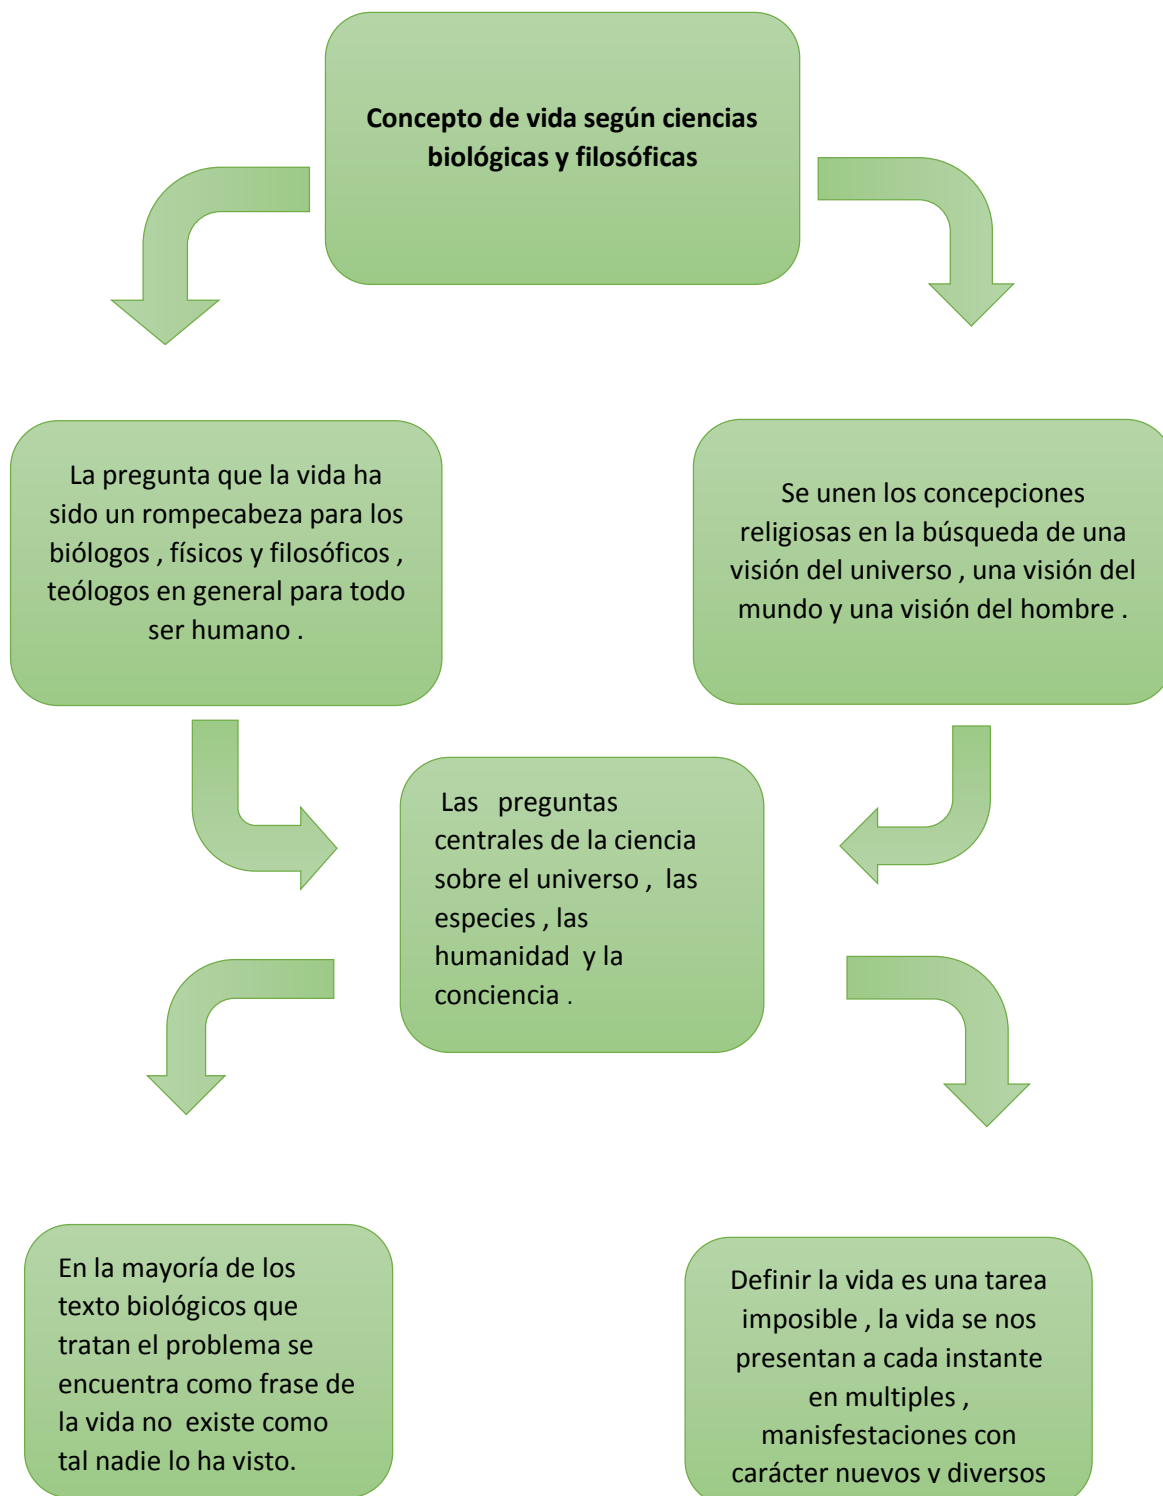 Concepto de vida según ciencias
biológicas y filosóficas
La pregunta que la vida ha
sido un rompecabeza para los
biólogos , físicos y filosóficos ,
teólogos en general para todo
ser humano .
Se unen los concepciones
religiosas en la búsqueda de una
visión del universo , una visión del
mundo y una visión del hombre .
Las preguntas
centrales de la ciencia
sobre el universo , las
especies , las
humanidad y la
conciencia .
En la mayoría de los
texto biológicos que
tratan el problema se
encuentra como frase de
la vida no existe como
tal nadie lo ha visto.
Definir la vida es una tarea
imposible , la vida se nos
presentan a cada instante
en multiples ,
manisfestaciones con
carácter nuevos y diversos